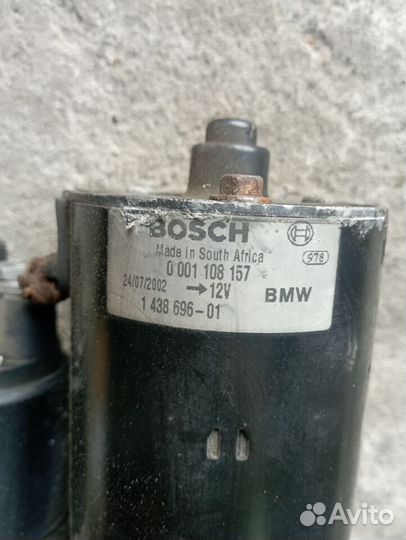 BOSCH
Made in South Africa
978
0 001 108 157
24/07/2002 →12V
BMW
1 438 696-01
Avito